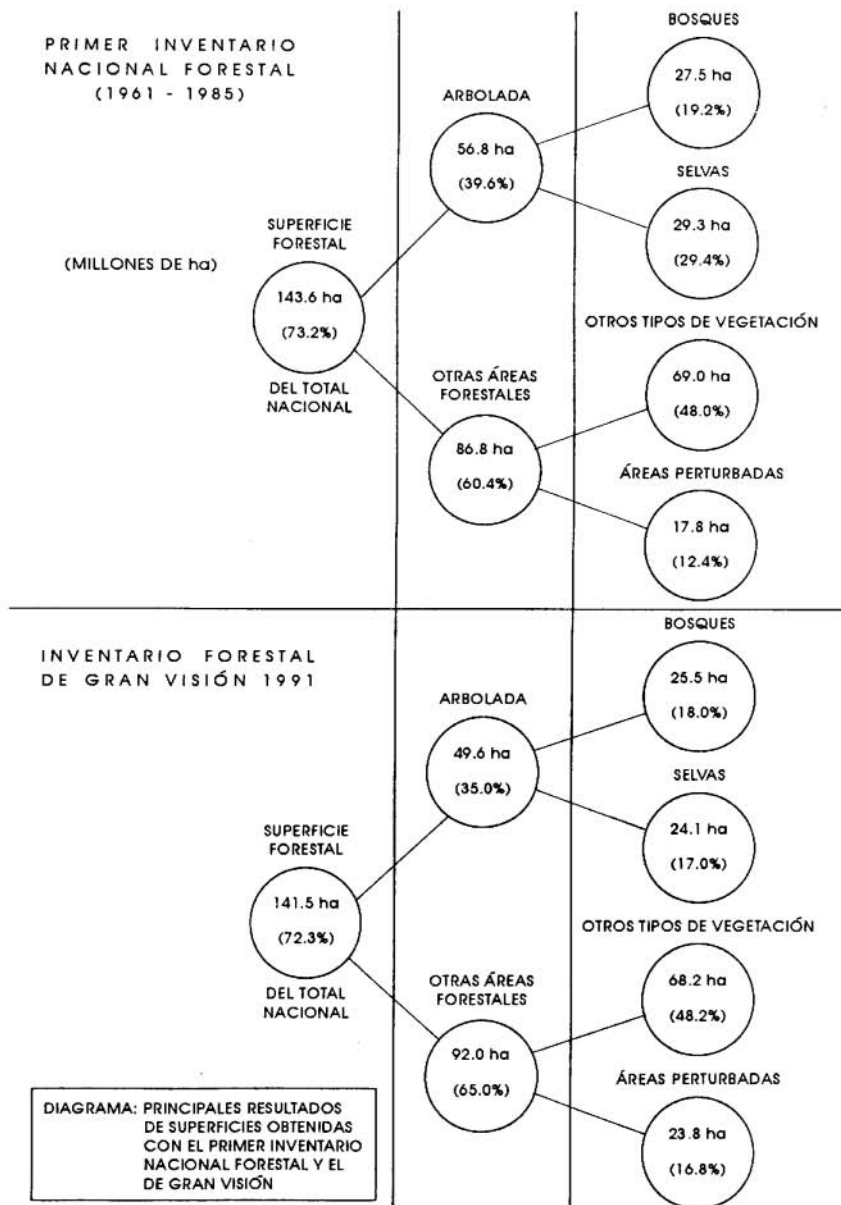 PRIMER INVENTARIO
NACIONAL FORESTAL
(1961 - 1985)
(MILLONES DE ha)
SUPERFICIE
FORESTAL
143.6 ha
(73.2%)
DEL TOTAL
NACIONAL
ARBOLADA
56.8 ha
(39.6%)
OTRAS ÁREAS
FORESTALES
86.8 ha
(60.4%)
BOSQUES
27.5 ha
(19.2%)
SELVAS
29.3 ha
(29.4%)
OTROS TIPOS DE VEGETACIÓN
69.0 ha
(48.0%)
ÁREAS PERTURBADAS
17.8 ha
(12.4%)
INVENTARIO FORESTAL
DE GRAN VISIÓN 1991
SUPERFICIE
FORESTAL
141.5 ha
(72.3%)
DEL TOTAL
NACIONAL
ARBOLADA
49.6 ha
(35.0%)
OTRAS ÁREAS
FORESTALES
92.0 ha
(65.0%)
BOSQUES
25.5 ha
(18.0%)
SELVAS
24.1 ha
(17.0%)
OTROS TIPOS DE VEGETACIÓN
68.2 ha
(48.2%)
ÁREAS PERTURBADAS
23.8 ha
(16.8%)
DIAGRAMA: PRINCIPALES RESULTADOS
DE SUPERFICIES OBTENIDAS
CON EL PRIMER INVENTARIO
NACIONAL FORESTAL Y EL
DE GRAN VISIÓN